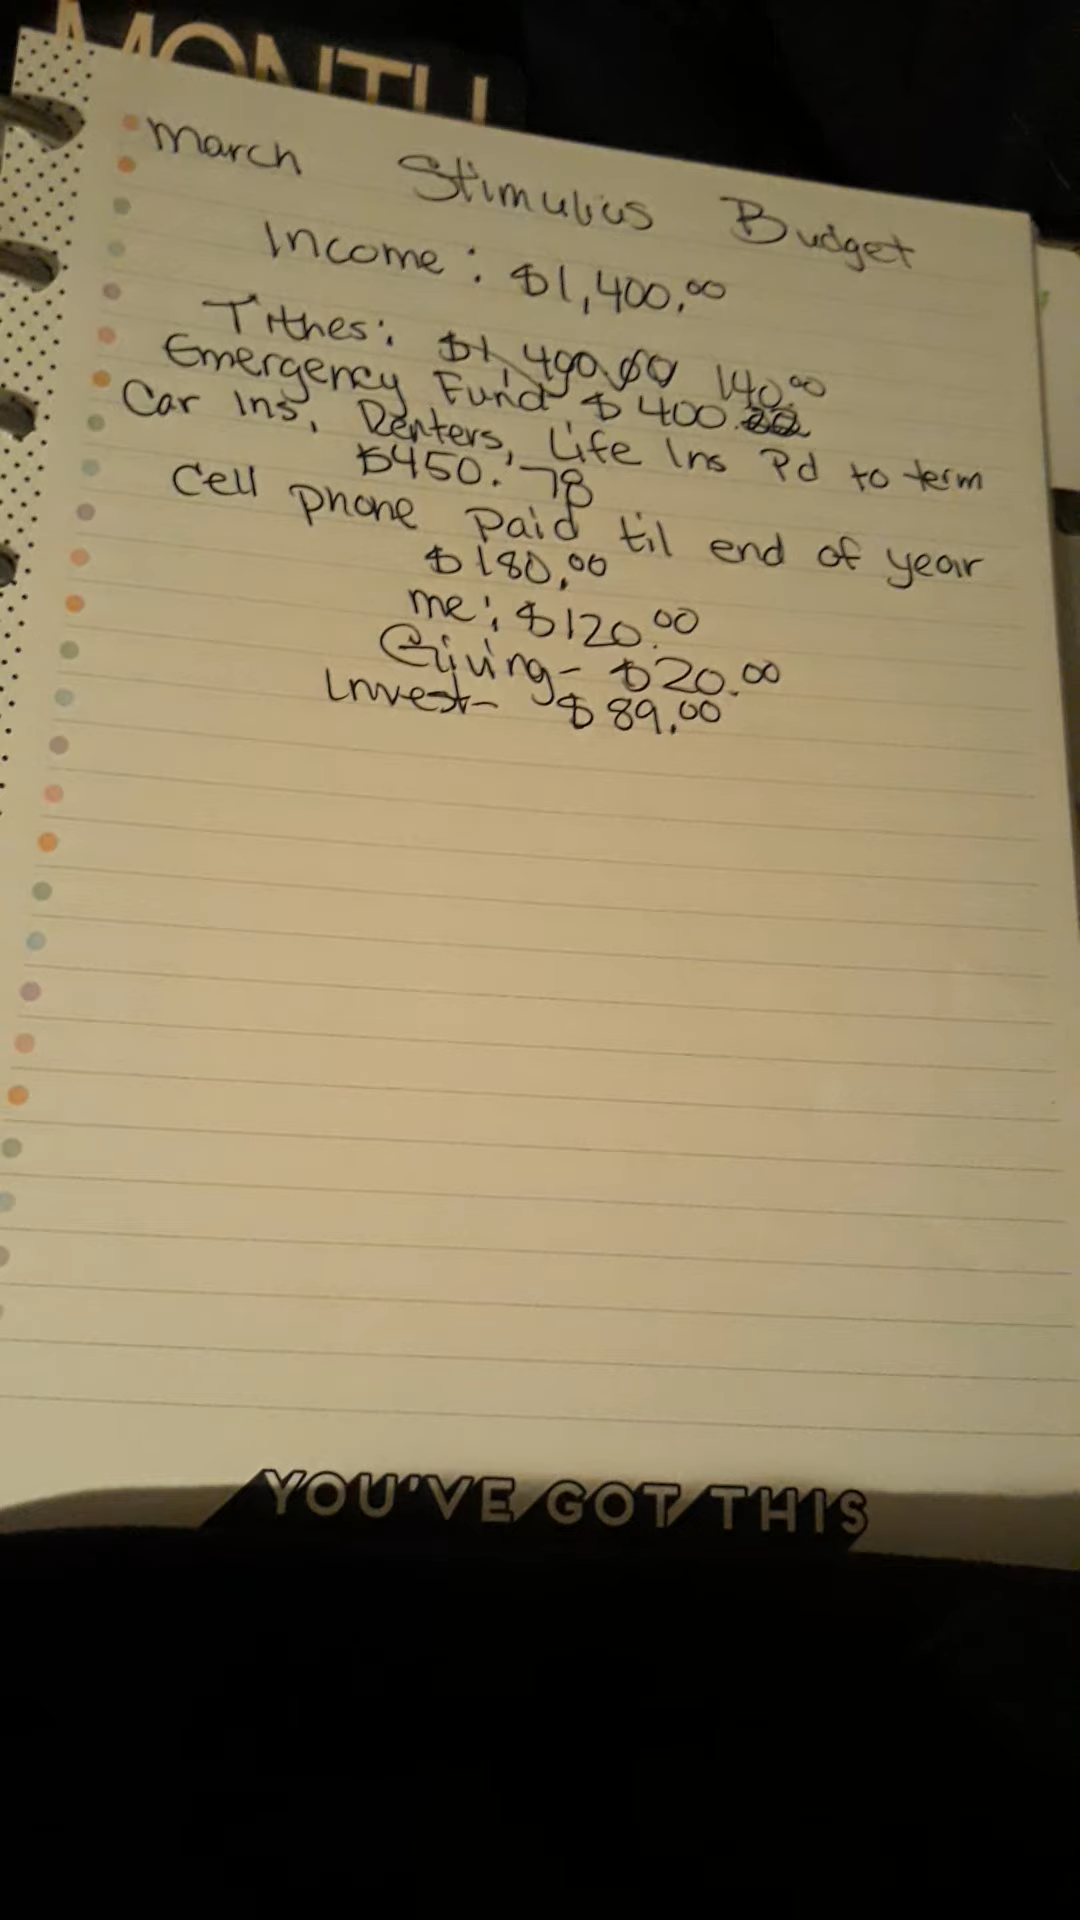 MONTH
March Stimulus Budget
Income: $1,400.00
Tithes: $1,400.00 140.00
Emergency Fund $400.00
Car Ins, Renters, Life Ins Pd to term
$450.78
Cell phone paid til end of year
$180.00
me: $120.00
Giving- $20.00
Invest- $89.00
YOU'VE GOT THIS